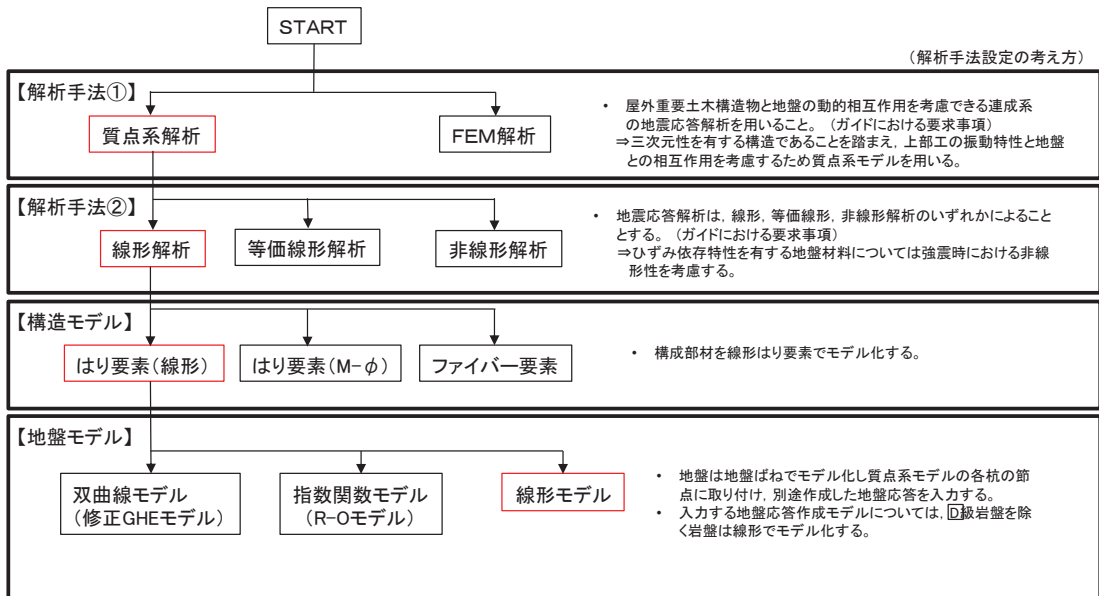 START
(解析手法設定の考え方)
【解析手法①】
質点系解析
FEM解析
• 屋外重要土木構造物と地盤の動的相互作用を考慮できる連成系
の地震応答解析を用いること。（ガイドにおける要求事項）
⇒三次元性を有する構造であることを踏まえ，上部工の振動特性と地盤
との相互作用を考慮するため質点系モデルを用いる。
【解析手法②】
線形解析
等価線形解析
非線形解析
• 地震応答解析は，線形，等価線形，非線形解析のいずれかによること
とする。（ガイドにおける要求事項）
⇒ひずみ依存特性を有する地盤材料については強震時における非線
形性を考慮する。
【構造モデル】
はり要素（線形）
はり要素（M-φ）
ファイバー要素
• 構成部材を線形はり要素でモデル化する。
【地盤モデル】
双曲線モデル
（修正GHEモデル）
指数関数モデル
（R-Oモデル）
線形モデル
• 地盤は地盤ばねでモデル化し質点系モデルの各杭の節
点に取り付け，別途作成した地盤応答を入力する。
• 入力する地盤応答作成モデルについては，D級岩盤を除
く岩盤は線形でモデル化する。